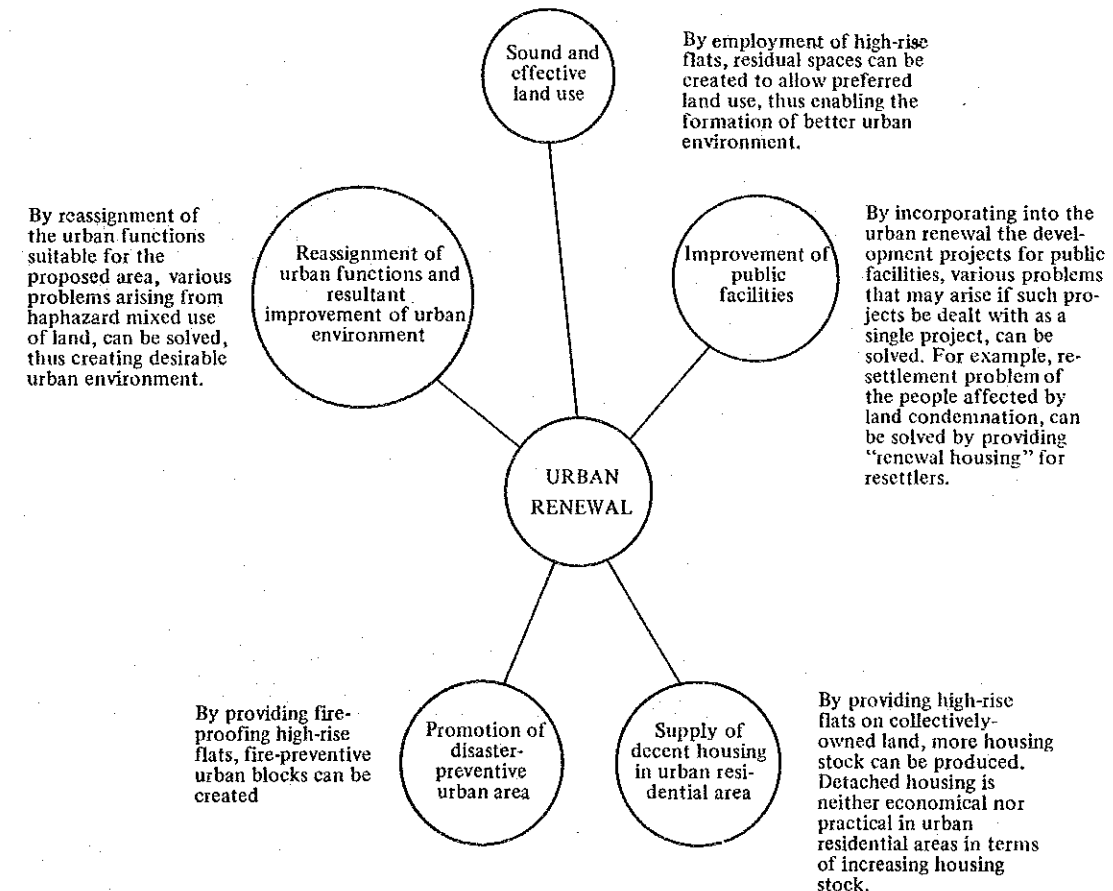 Sound and
effective
land use
By employment of high-rise
flats, residual spaces can be
created to allow preferred
land use, thus enabling the
formation of better urban
environment.
By reassignment of
the urban functions
suitable for the
proposed area, various
problems arising from
haphazard mixed use
of land, can be solved,
thus creating desirable
urban environment.
Reassignment of
urban functions and
resultant
improvement of urban
environment
Improvement of
public
facilities
By incorporating into the
urban renewal the devel-
opment projects for public
facilities, various problems
that may arise if such pro-
jects be dealt with as a
single project, can be
solved. For example, re-
settlement problem of
the people affected by
land condemnation, can
be solved by providing
“renewal housing” for
resettlers.
URBAN
RENEWAL
By providing fire-
proofing high-rise
flats, fire-preventive
urban blocks can be
created
Promotion of
disaster-
preventive
urban area
Supply of
decent housing
in urban resi-
dential area
By providing high-rise
flats on collectively-
owned land, more housing
stock can be produced.
Detached housing is
neither economical nor
practical in urban
residential areas in terms
of increasing housing
stock.